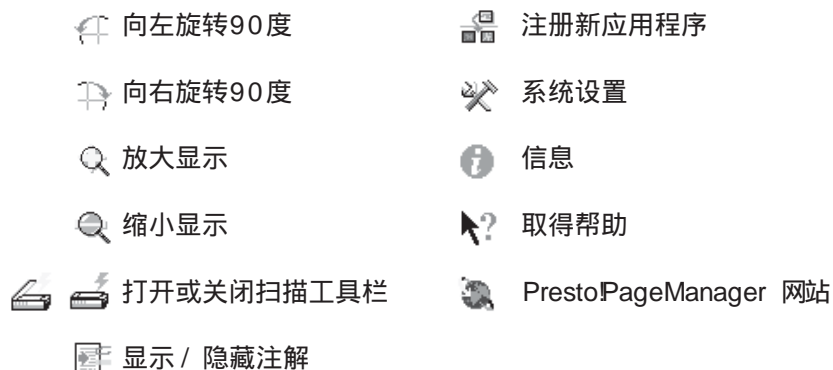 向左旋转90度
向右旋转90度
放大显示
缩小显示
打开或关闭扫描工具栏
显示 / 隐藏注解
注册新应用程序
系统设置
信息
取得帮助
Presto!PageManager 网站